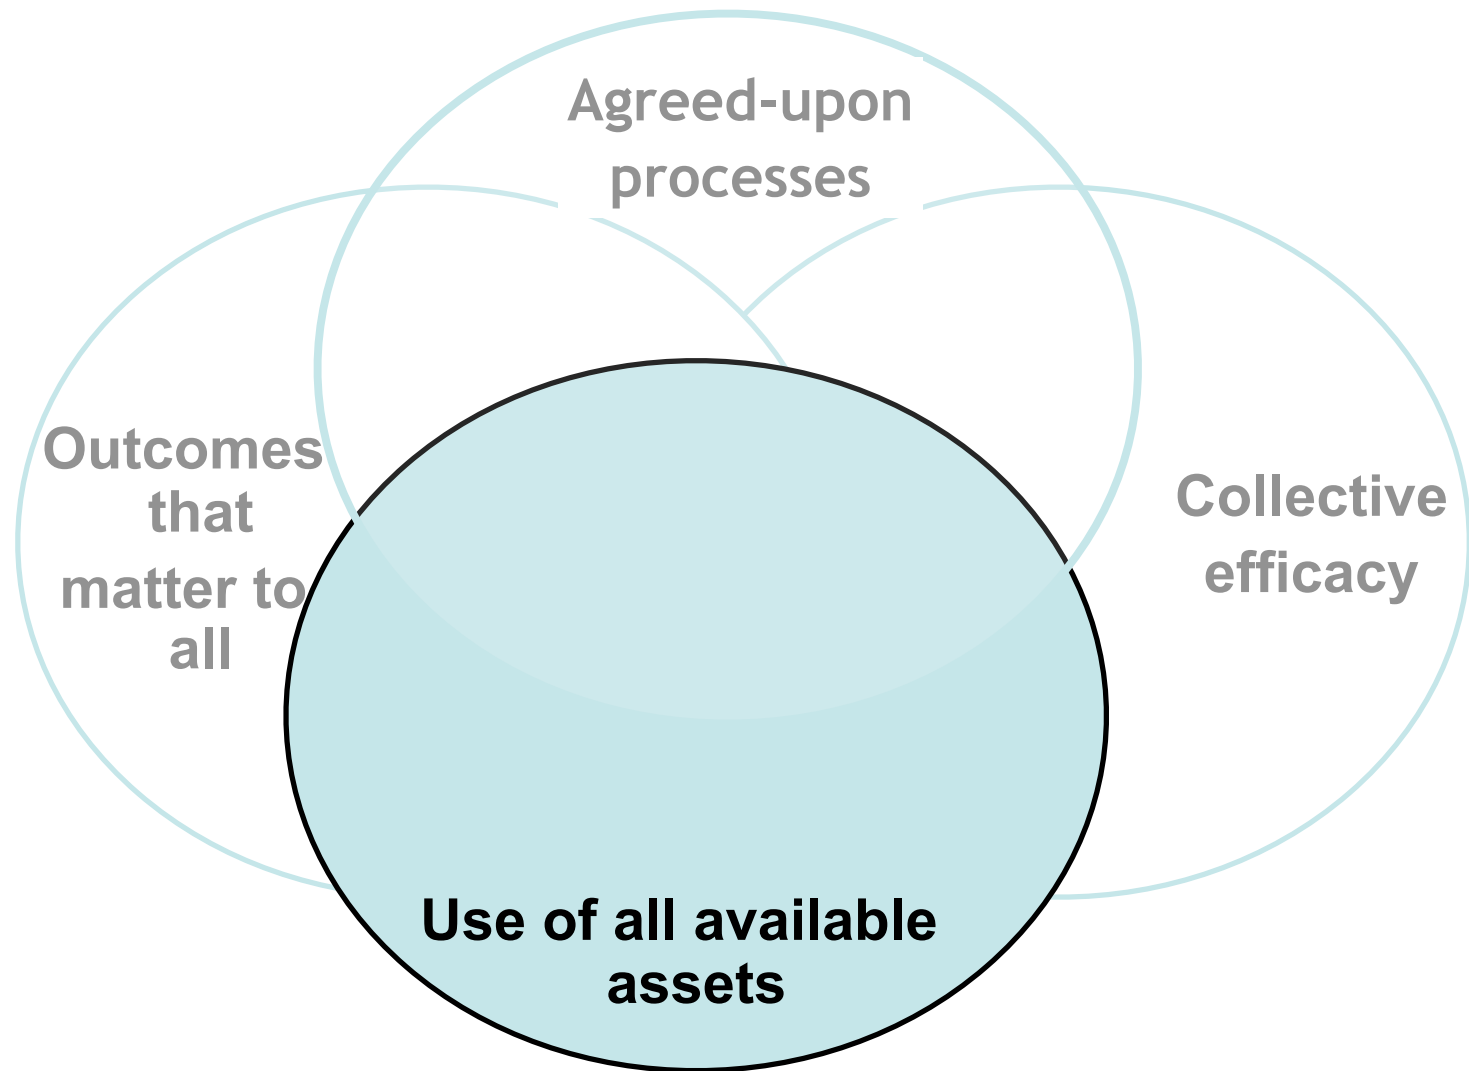 Agreed-upon
processes
Outcomes
that
matter to
all
Collective
efficacy
Use of all available
assets